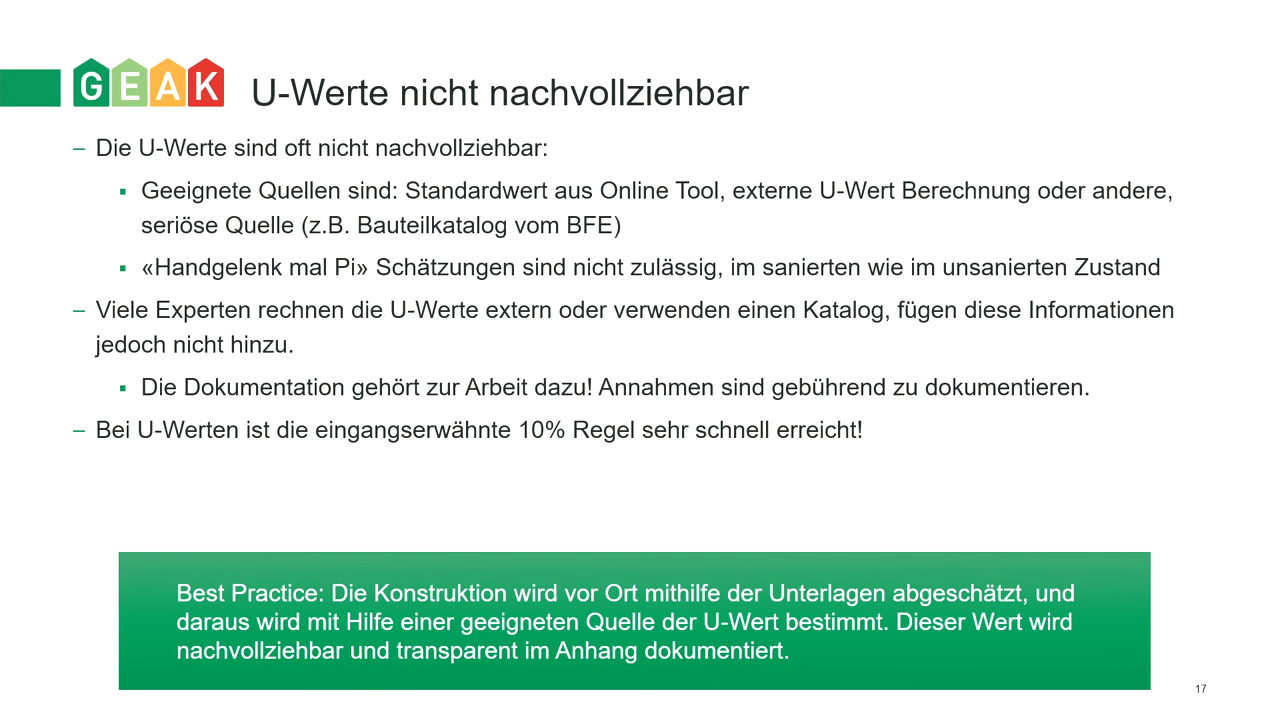 GEAK
U-Werte nicht nachvollziehbar
– Die U-Werte sind oft nicht nachvollziehbar:
▪ Geeignete Quellen sind: Standardwert aus Online Tool, externe U-Wert Berechnung oder andere,
seriöse Quelle (z.B. Bauteilkatalog vom BFE)
▪ «Handgelenk mal Pi» Schätzungen sind nicht zulässig, im sanierten wie im unsanierten Zustand
– Viele Experten rechnen die U-Werte extern oder verwenden einen Katalog, fügen diese Informationen
jedoch nicht hinzu.
▪ Die Dokumentation gehört zur Arbeit dazu! Annahmen sind gebührend zu dokumentieren.
– Bei U-Werten ist die eingangserwähnte 10% Regel sehr schnell erreicht!
Best Practice: Die Konstruktion wird vor Ort mithilfe der Unterlagen abgeschätzt, und
daraus wird mit Hilfe einer geeigneten Quelle der U-Wert bestimmt. Dieser Wert wird
nachvollziehbar und transparent im Anhang dokumentiert.
17